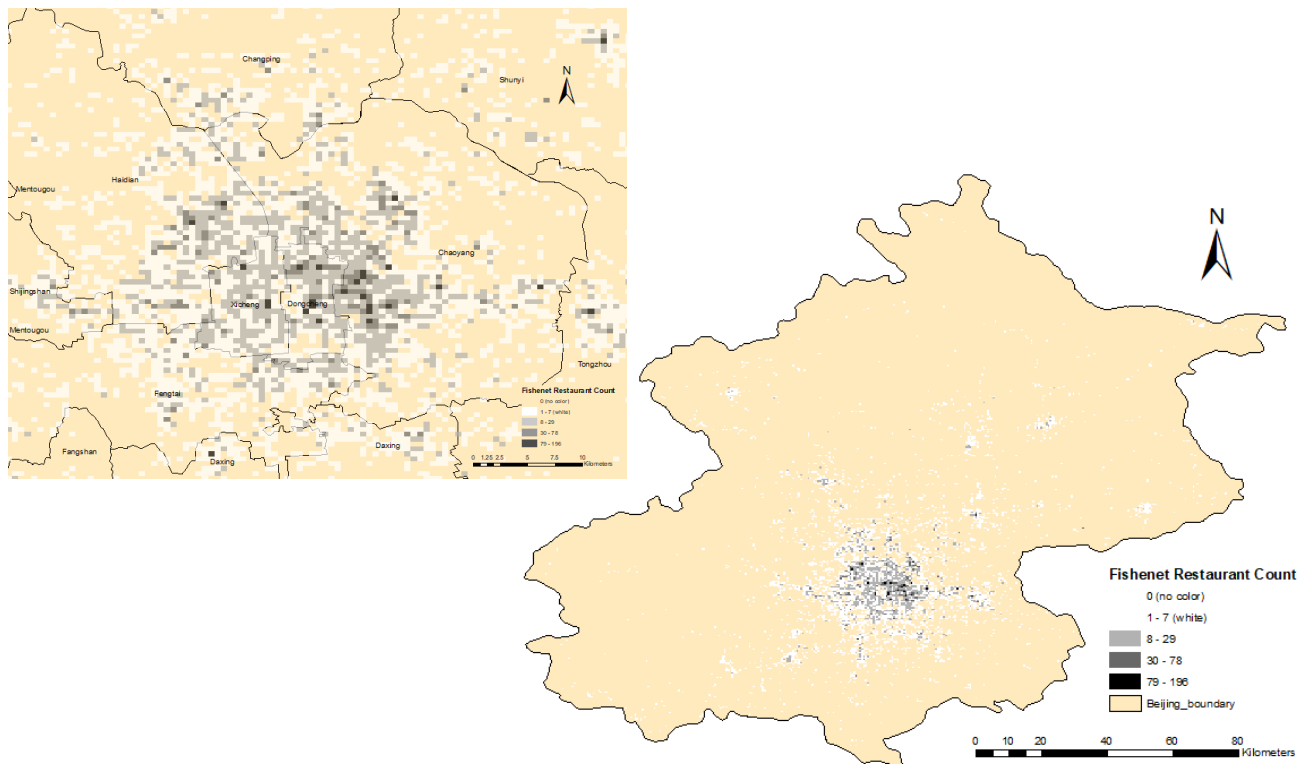 Changping
Shunyi
N
Haidian
Mentougou
Chaoyang
Shijingshan
Xicheng
Dongcheng
Mentougou
Tongzhou
Fengtai
Fishenet Restaurant Count
0 (no color)
1 - 7 (white)
8 - 29
30 - 78
79 - 196
Daxing
Fangshan
Daxing
0 1.25 2.5 5 7.5 10
Kilometers
N
Fishenet Restaurant Count
0 (no color)
1 - 7 (white)
8 - 29
30 - 78
79 - 196
Beijing_boundary
0 5 10 20 40 60 80
Kilometers